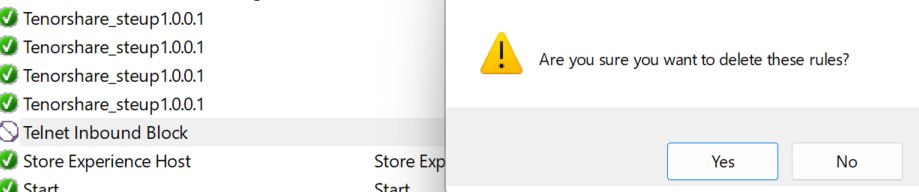 Tenorshare_steup1.0.0.1
Tenorshare_steup1.0.0.1
Tenorshare_steup1.0.0.1
Tenorshare_steup1.0.0.1
Telnet Inbound Block
Store Experience Host Store Exp
Start Start
Are you sure you want to delete these rules?
Yes No